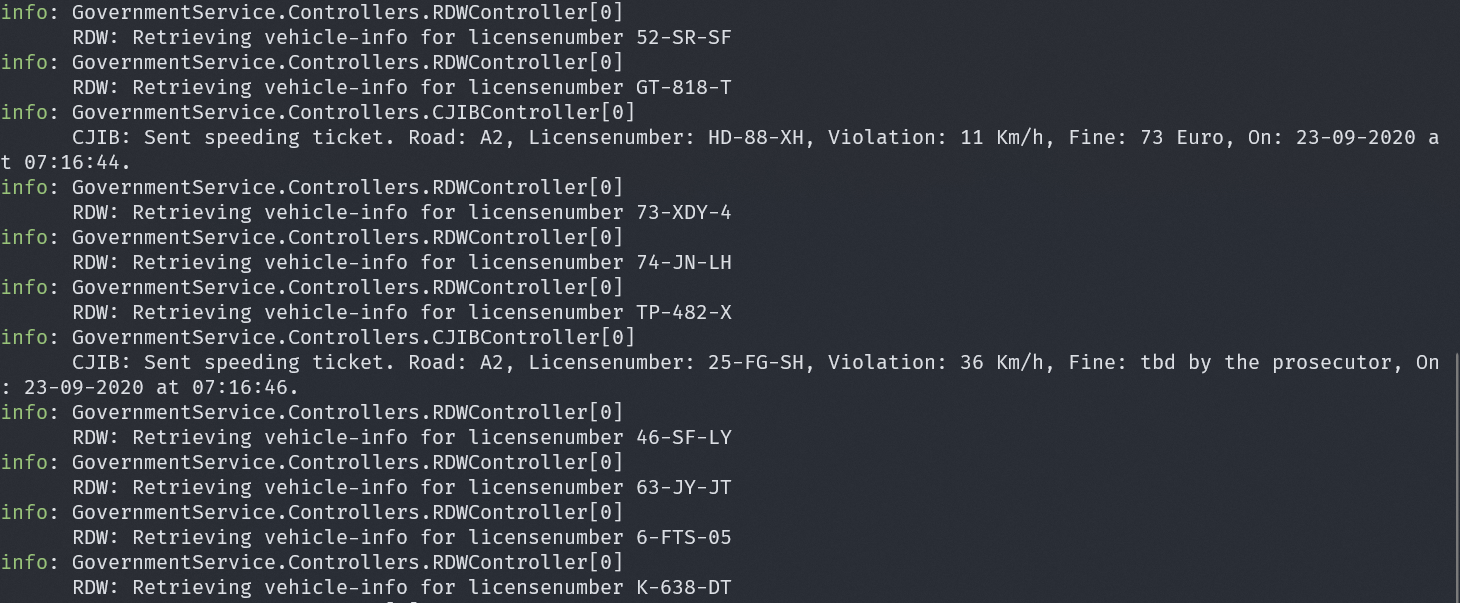 info: GovernmentService.Controllers.RDWController[0]
RDW: Retrieving vehicle-info for licensenumber 52-SR-SF
info: GovernmentService.Controllers.RDWController[0]
RDW: Retrieving vehicle-info for licensenumber GT-818-T
info: GovernmentService.Controllers.CJIBController[0]
CJIB: Sent speeding ticket. Road: A2, Licensenumber: HD-88-XH, Violation: 11 Km/h, Fine: 73 Euro, On: 23-09-2020 a
t 07:16:44.
info: GovernmentService.Controllers.RDWController[0]
RDW: Retrieving vehicle-info for licensenumber 73-XDY-4
info: GovernmentService.Controllers.RDWController[0]
RDW: Retrieving vehicle-info for licensenumber 74-JN-LH
info: GovernmentService.Controllers.RDWController[0]
RDW: Retrieving vehicle-info for licensenumber TP-482-X
info: GovernmentService.Controllers.CJIBController[0]
CJIB: Sent speeding ticket. Road: A2, Licensenumber: 25-FG-SH, Violation: 36 Km/h, Fine: tbd by the prosecutor, On
: 23-09-2020 at 07:16:46.
info: GovernmentService.Controllers.RDWController[0]
RDW: Retrieving vehicle-info for licensenumber 46-SF-LY
info: GovernmentService.Controllers.RDWController[0]
RDW: Retrieving vehicle-info for licensenumber 63-JY-JT
info: GovernmentService.Controllers.RDWController[0]
RDW: Retrieving vehicle-info for licensenumber 6-FTS-05
info: GovernmentService.Controllers.RDWController[0]
RDW: Retrieving vehicle-info for licensenumber K-638-DT